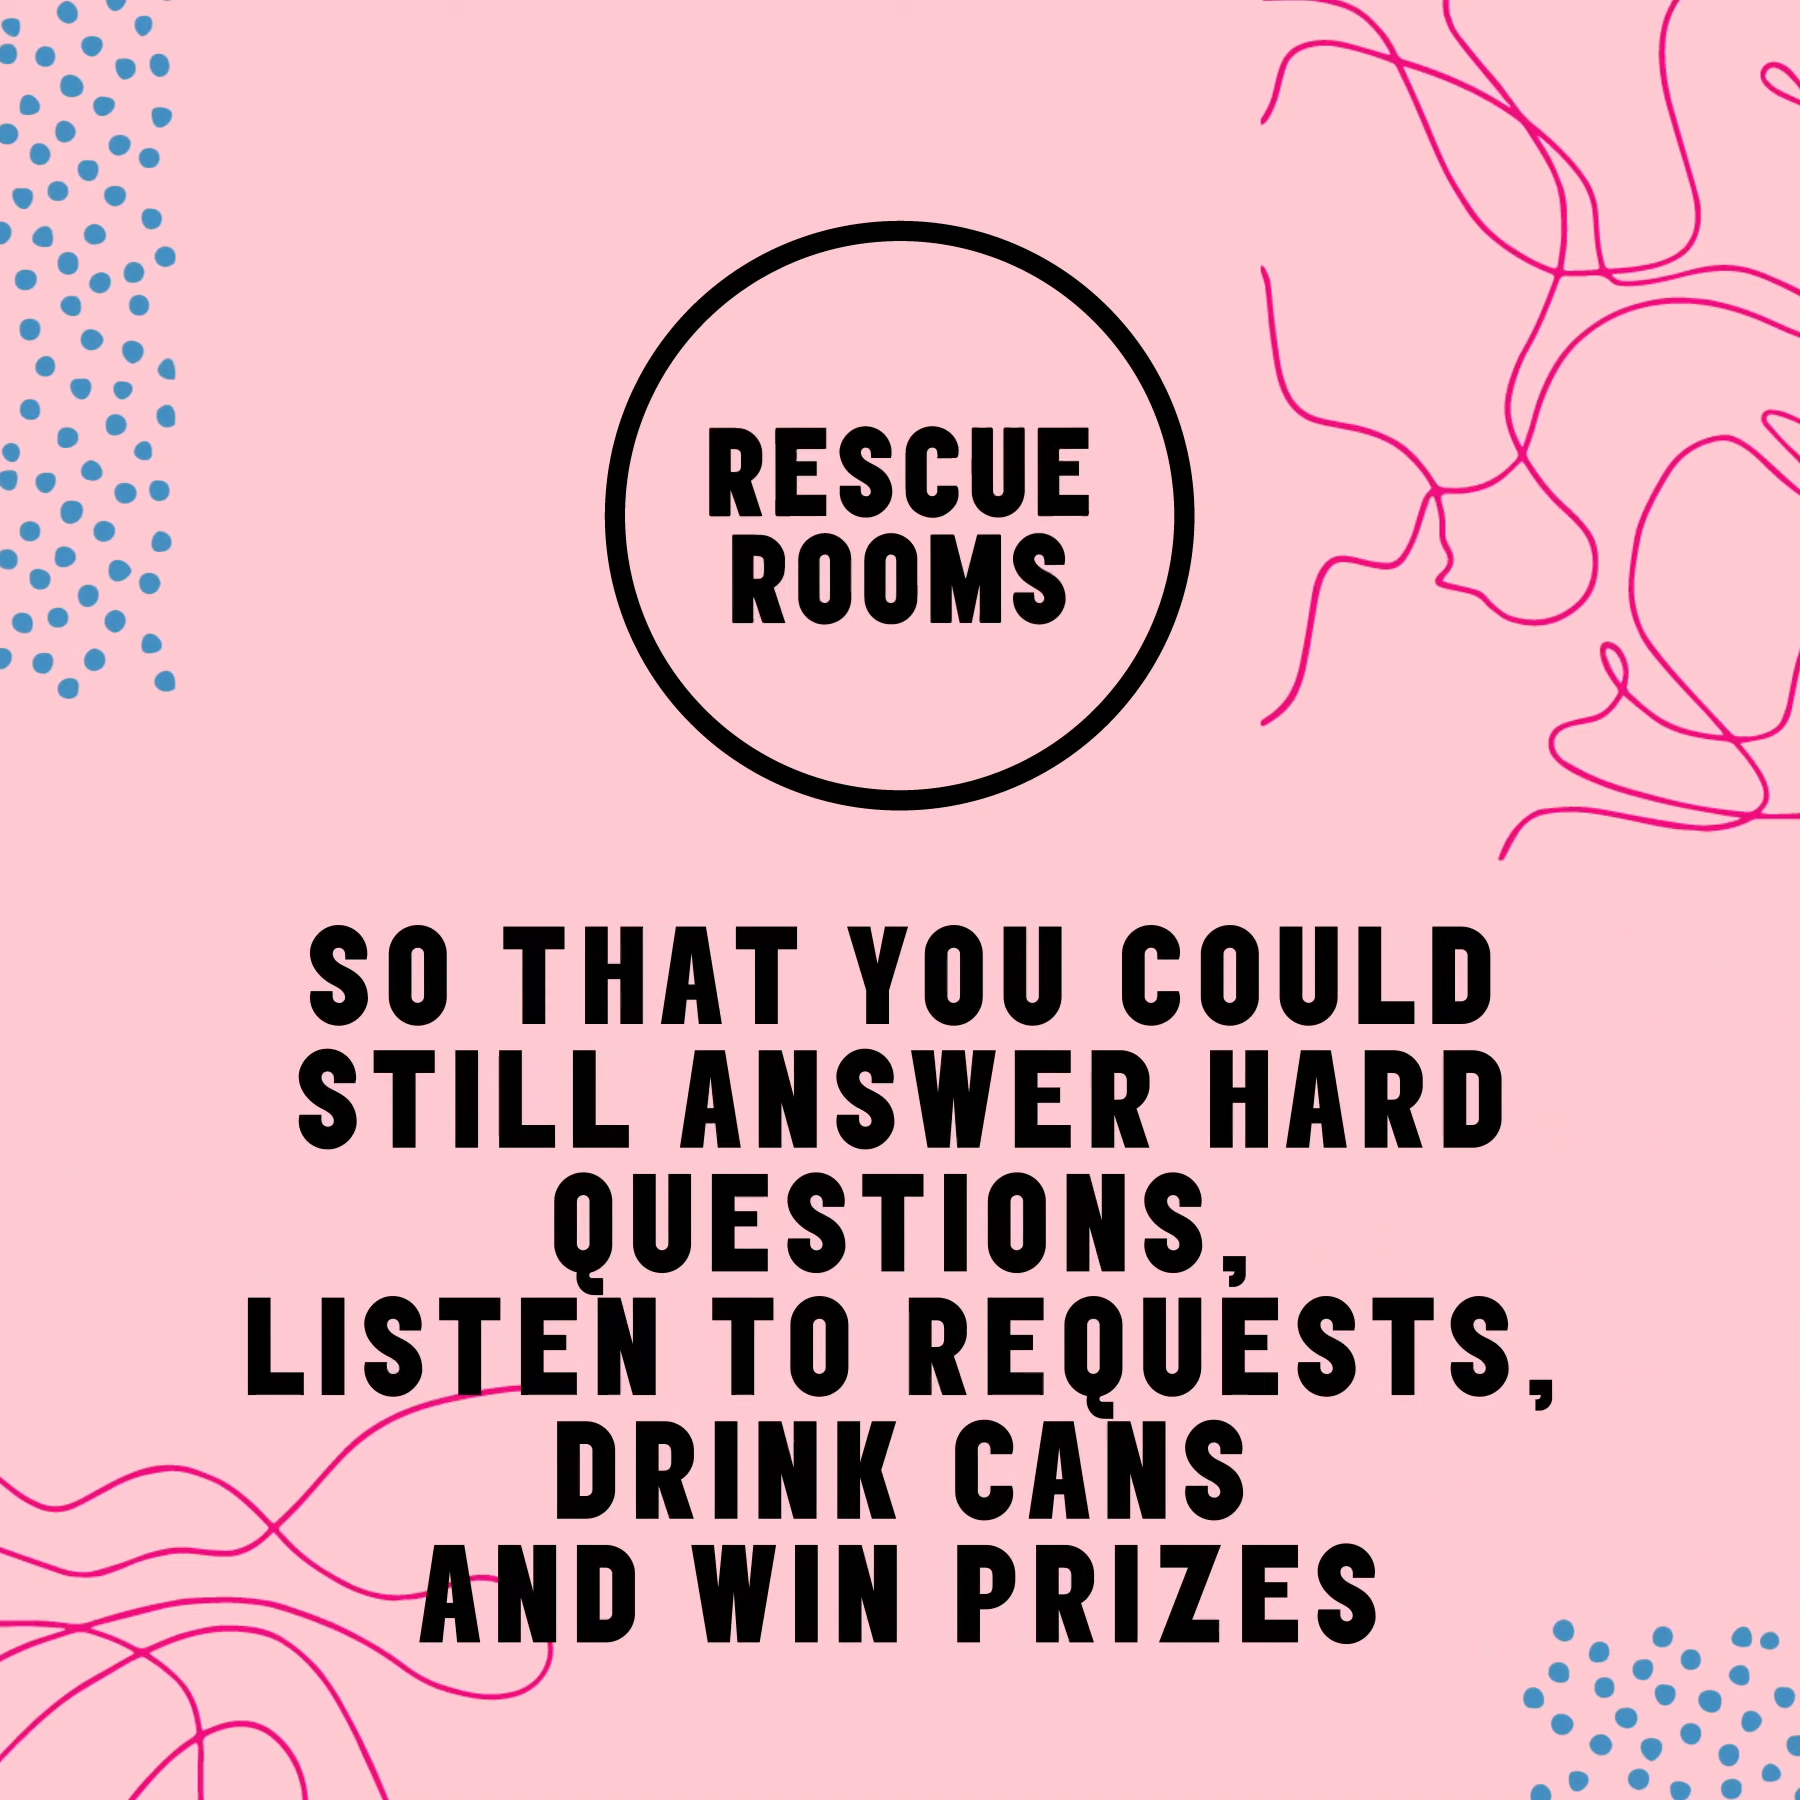 RESCUE
ROOMS
SO THAT YOU COULD
STILL ANSWER HARD
QUESTIONS,
LISTEN TO REQUESTS,
DRINK CANS
AND WIN PRIZES